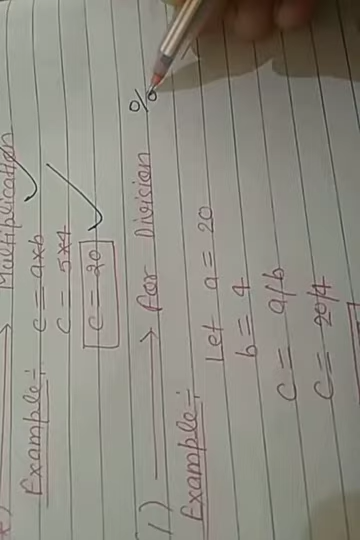 *) → Multiplication
Example:- C = a*b
C = 5*4
C = 20
/) → For Division %
Example:-
Let a = 20
b = 4
C = a/b
C = 20/4